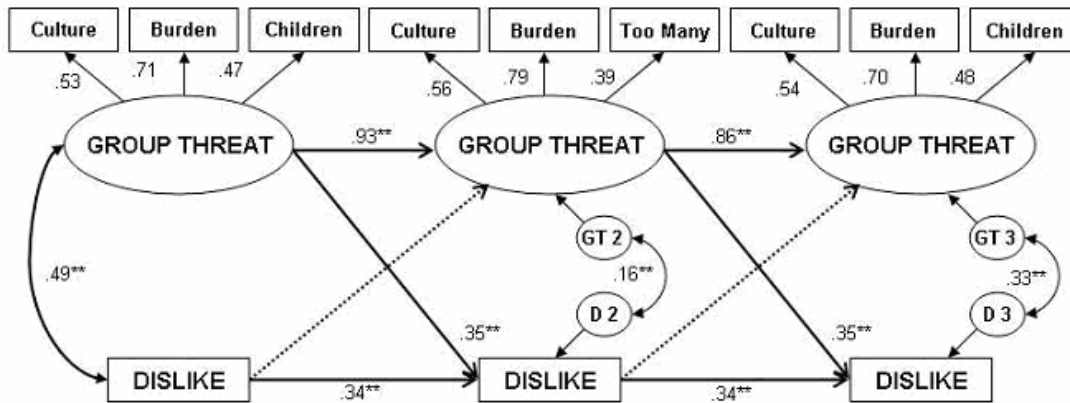 Culture Burden Children Culture Burden Too Many Culture Burden Children
.53 .71 .47 .56 .79 .39 .54 .70 .48
GROUP THREAT .93** GROUP THREAT .86** GROUP THREAT
GT 2 GT 3
.49** .16** .33**
D 2 D 3
.35** .35**
DISLIKE .34** DISLIKE .34** DISLIKE